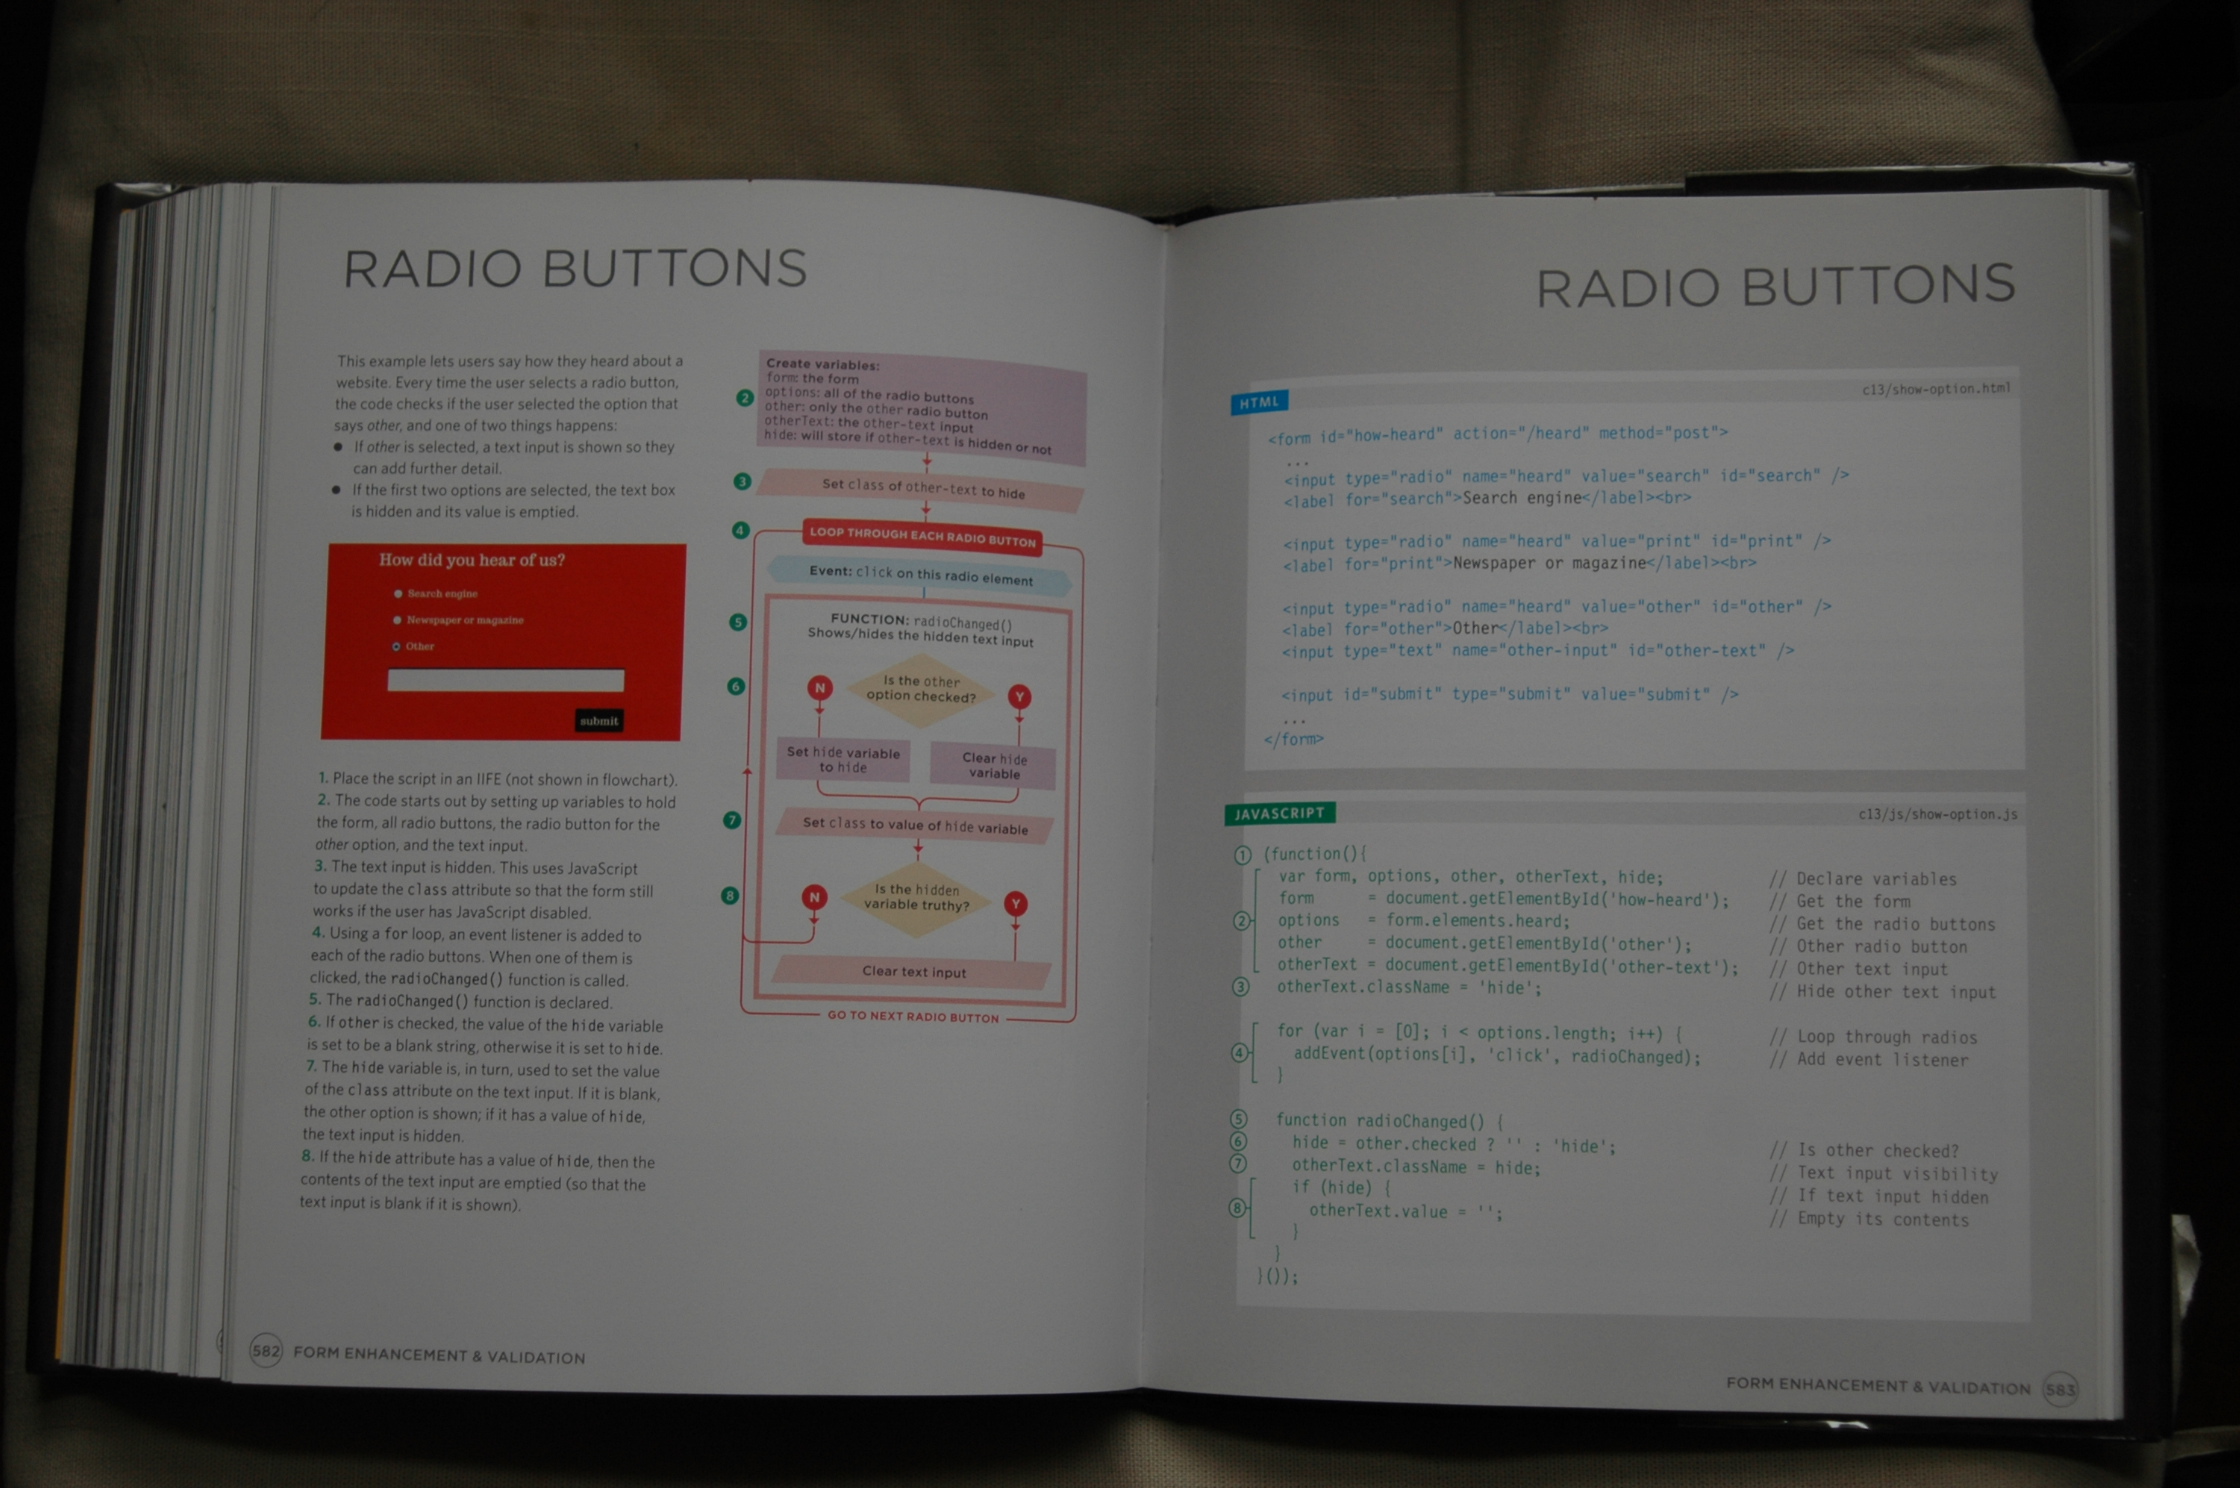 RADIO BUTTONS
This example lets users say how they heard about a
website. Every time the user selects a radio button,
the code checks if the user selected the option that
says other, and one of two things happens:
● If other is selected, a text input is shown so they
can add further detail.
● If the first two options are selected, the text box
is hidden and its value is emptied.
How did you hear of us?
Search engine
Newspaper or magazine
Other
submit
1. Place the script in an IIFE (not shown in flowchart).
2. The code starts out by setting up variables to hold
the form, all radio buttons, the radio button for the
other option, and the text input.
3. The text input is hidden. This uses JavaScript
to update the class attribute so that the form still
works if the user has JavaScript disabled.
4. Using a for loop, an event listener is added to
each of the radio buttons. When one of them is
clicked, the radioChanged() function is called.
5. The radioChanged() function is declared.
6. If other is checked, the value of the hide variable
is set to be a blank string, otherwise it is set to hide.
7. The hide variable is, in turn, used to set the value
of the class attribute on the text input. If it is blank,
the other option is shown; if it has a value of hide,
the text input is hidden.
8. If the hide attribute has a value of hide, then the
contents of the text input are emptied (so that the
text input is blank if it is shown).
2
Create variables:
form: the form
options: all of the radio buttons
other: only the other radio button
otherText: the other-text input
hide: will store if other-text is hidden or not
3
Set class of other-text to hide
4
LOOP THROUGH EACH RADIO BUTTON
Event: click on this radio element
5
FUNCTION: radioChanged()
Shows/hides the hidden text input
6
N
Is the other
option checked?
Y
Set hide variable
to hide
Clear hide
variable
7
Set class to value of hide variable
8
N
Is the hidden
variable truthy?
Y
Clear text input
GO TO NEXT RADIO BUTTON
582 FORM ENHANCEMENT & VALIDATION
RADIO BUTTONS
HTML
c13/show-option.html
<form id="how-heard" action="/heard" method="post">
...
<input type="radio" name="heard" value="search" id="search" />
<label for="search">Search engine</label><br>
<input type="radio" name="heard" value="print" id="print" />
<label for="print">Newspaper or magazine</label><br>
<input type="radio" name="heard" value="other" id="other" />
<label for="other">Other</label><br>
<input type="text" name="other-input" id="other-text" />
<input id="submit" type="submit" value="submit" />
...
</form>
JAVASCRIPT
c13/js/show-option.js
① (function(){
var form, options, other, otherText, hide; // Declare variables
form = document.getElementById('how-heard'); // Get the form
② options = form.elements.heard; // Get the radio buttons
other = document.getElementById('other'); // Other radio button
otherText = document.getElementById('other-text'); // Other text input
③ otherText.className = 'hide'; // Hide other text input
for (var i = [0]; i < options.length; i++) { // Loop through radios
④ addEvent(options[i], 'click', radioChanged); // Add event listener
}
⑤ function radioChanged() {
⑥ hide = other.checked ? '' : 'hide'; // Is other checked?
⑦ otherText.className = hide; // Text input visibility
if (hide) { // If text input hidden
⑧ otherText.value = ''; // Empty its contents
}
}
}());
FORM ENHANCEMENT & VALIDATION 583